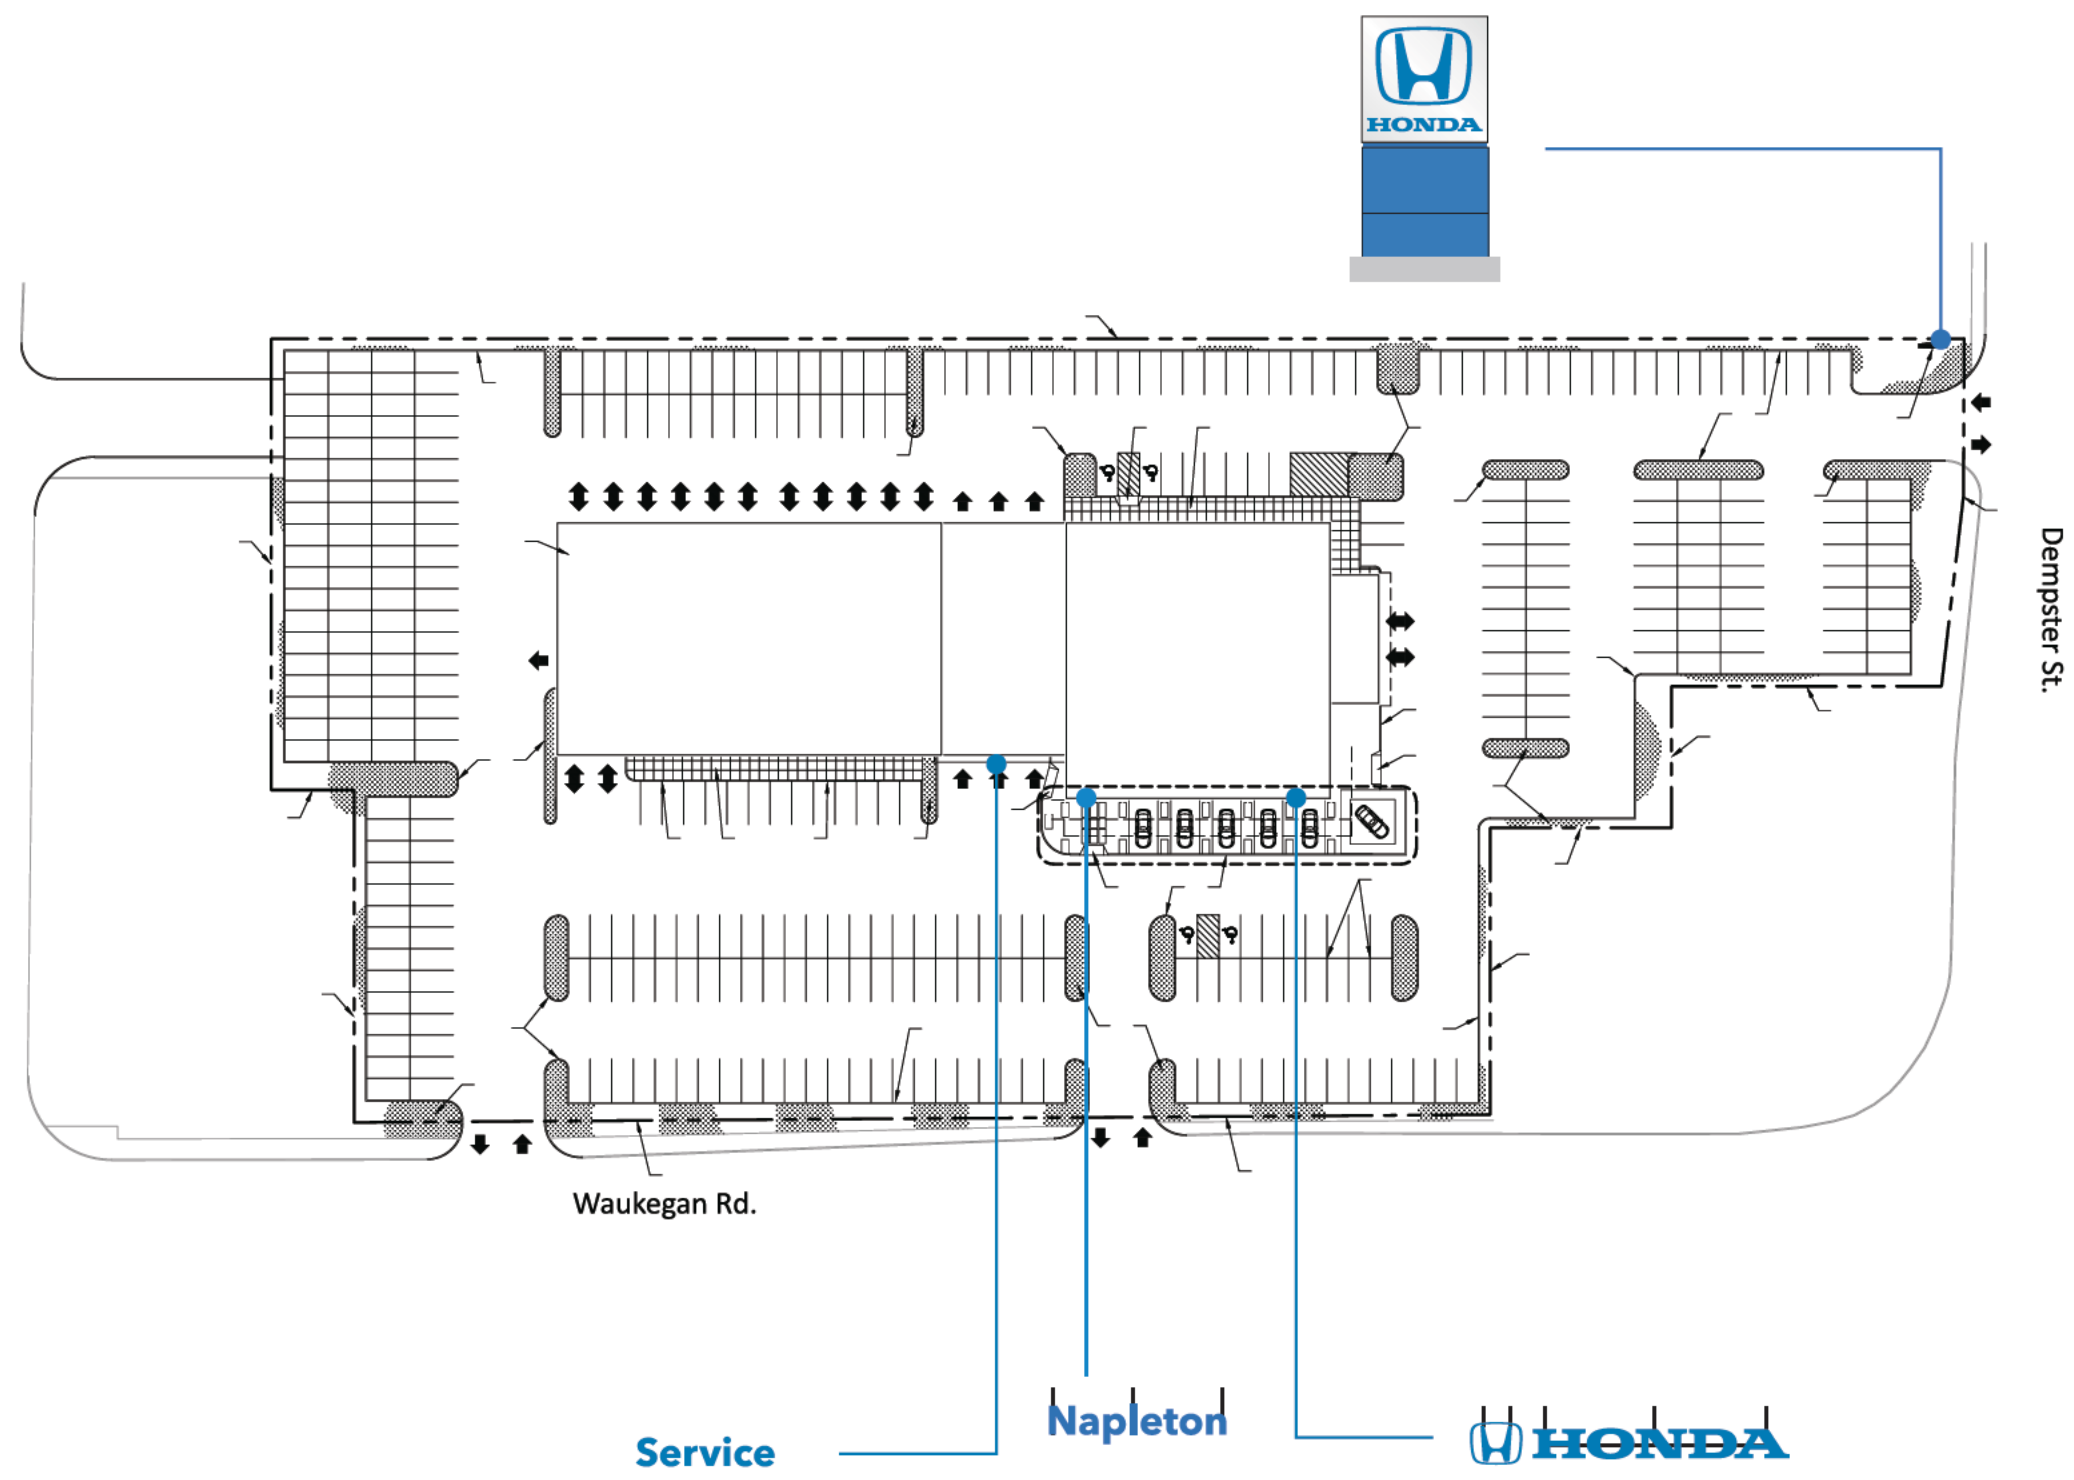 HONDA
Dempster St.
Waukegan Rd.
Napleton
Service
HONDA